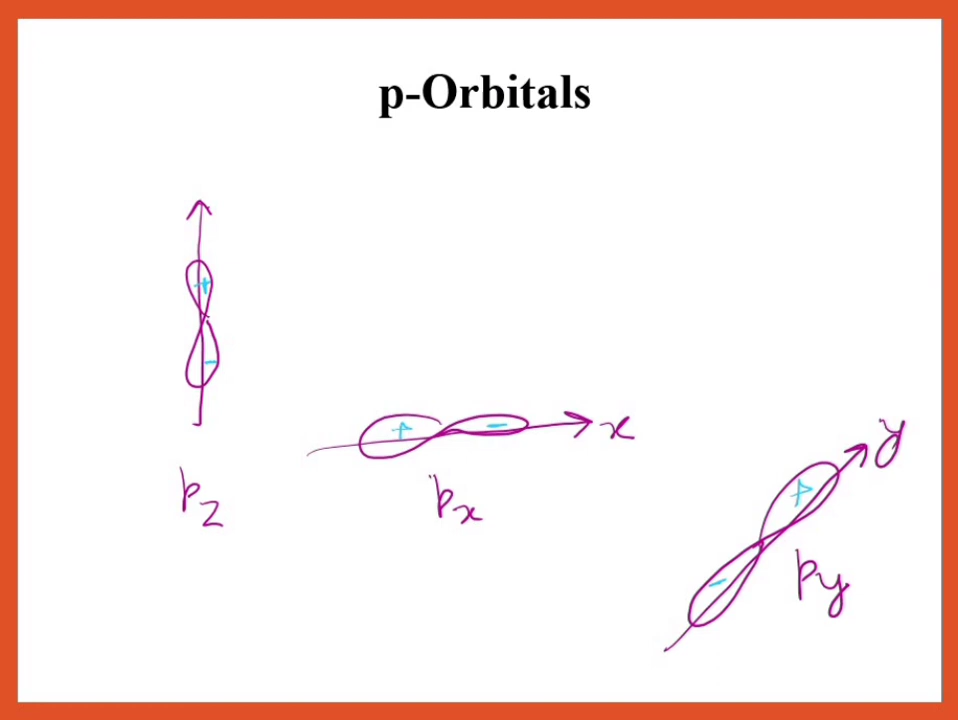 p-Orbitals
+
-
pz
+
-
x
px
y
+
-
py